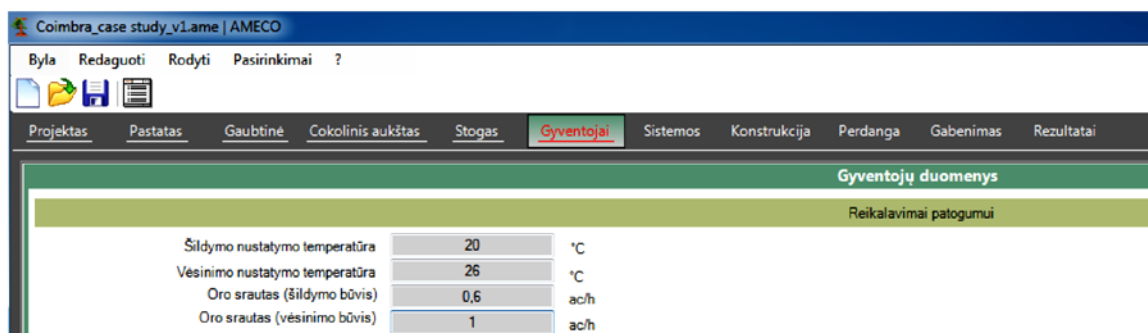 Coimbra_case study_v1.ame | AMECO
Byla Redaguoti Rodyti Pasirinkimai ?
Projektas Pastatas Gaubtinė Cokolinis aukštas Stogas Gyventojai Sistemos Konstrukcija Perdanga Gabenimas Rezultatai
Gyventojų duomenys
Reikalavimai patogumui
Šildymo nustatymo temperatūra 20 °C
Vėsinimo nustatymo temperatūra 26 °C
Oro srautas (šildymo būvis) 0,6 ac/h
Oro srautas (vėsinimo būvis) 1 ac/h